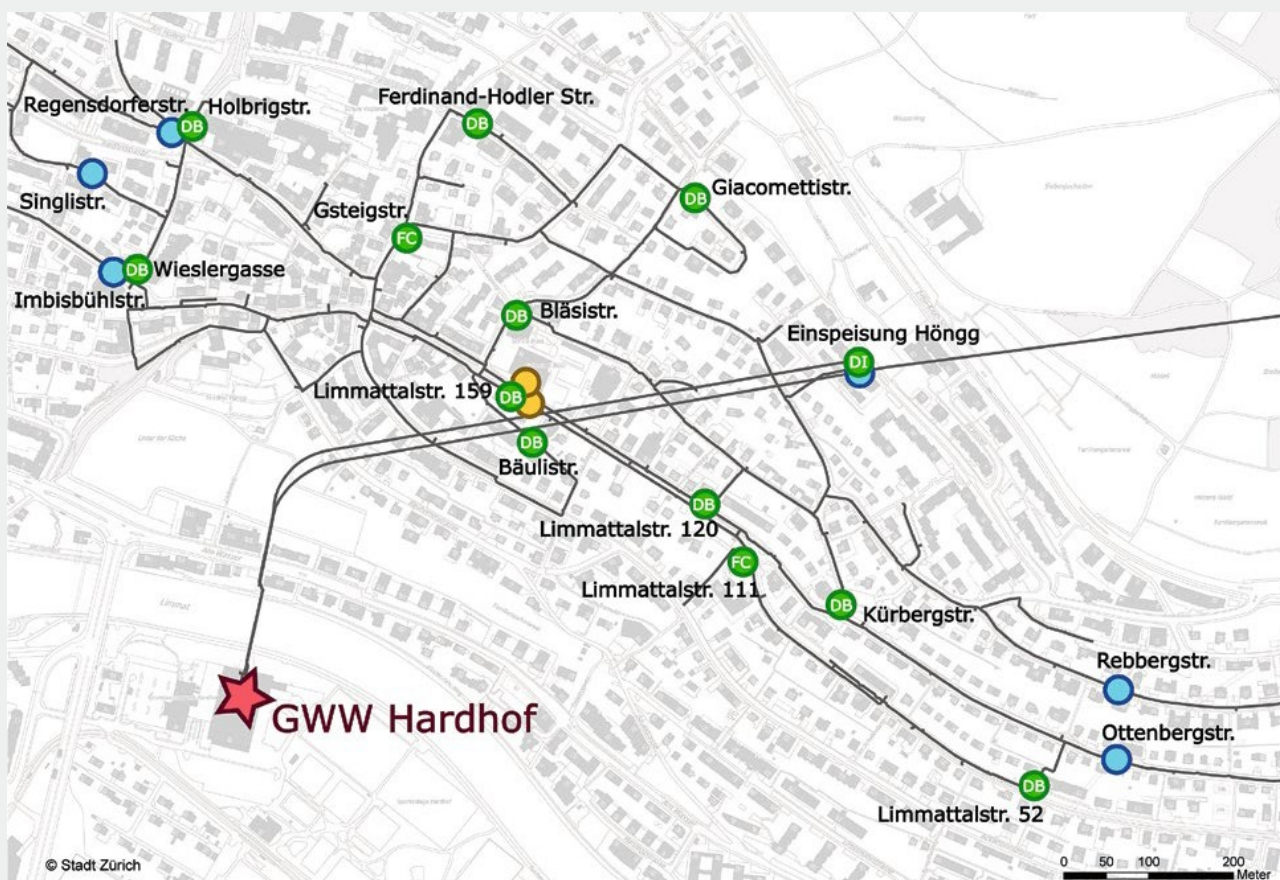 Ferdinand-Hodler Str.
DB
Regensdorferstr.
Holbrigstr.
DB
Singlistr.
Giacomettistr.
DB
Gsteigstr.
FC
Wieslergasse
DB
Imbisbühlstr.
Bläsistr.
DB
Einspeisung Höngg
DI
Limmattalstr. 159
DB
DB
Bäulistr.
DB
Limmattalstr. 120
FC
Limmattalstr. 111
DB
Kürbergstr.
Limmat
Rebbergstr.
GWW Hardhof
Ottenbergstr.
DB
Limmattalstr. 52
© Stadt Zürich
0 50 100 200
Meter